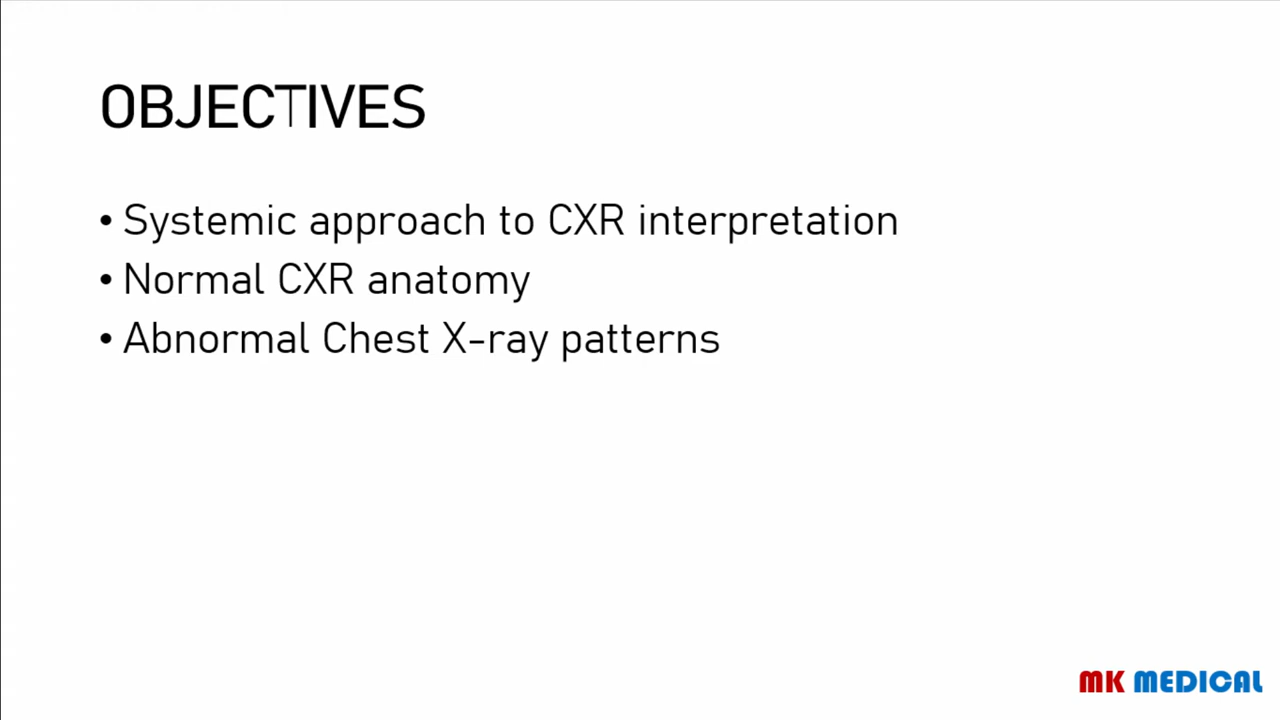 OBJECTIVES
• Systemic approach to CXR interpretation
• Normal CXR anatomy
• Abnormal Chest X-ray patterns
MK MEDICAL